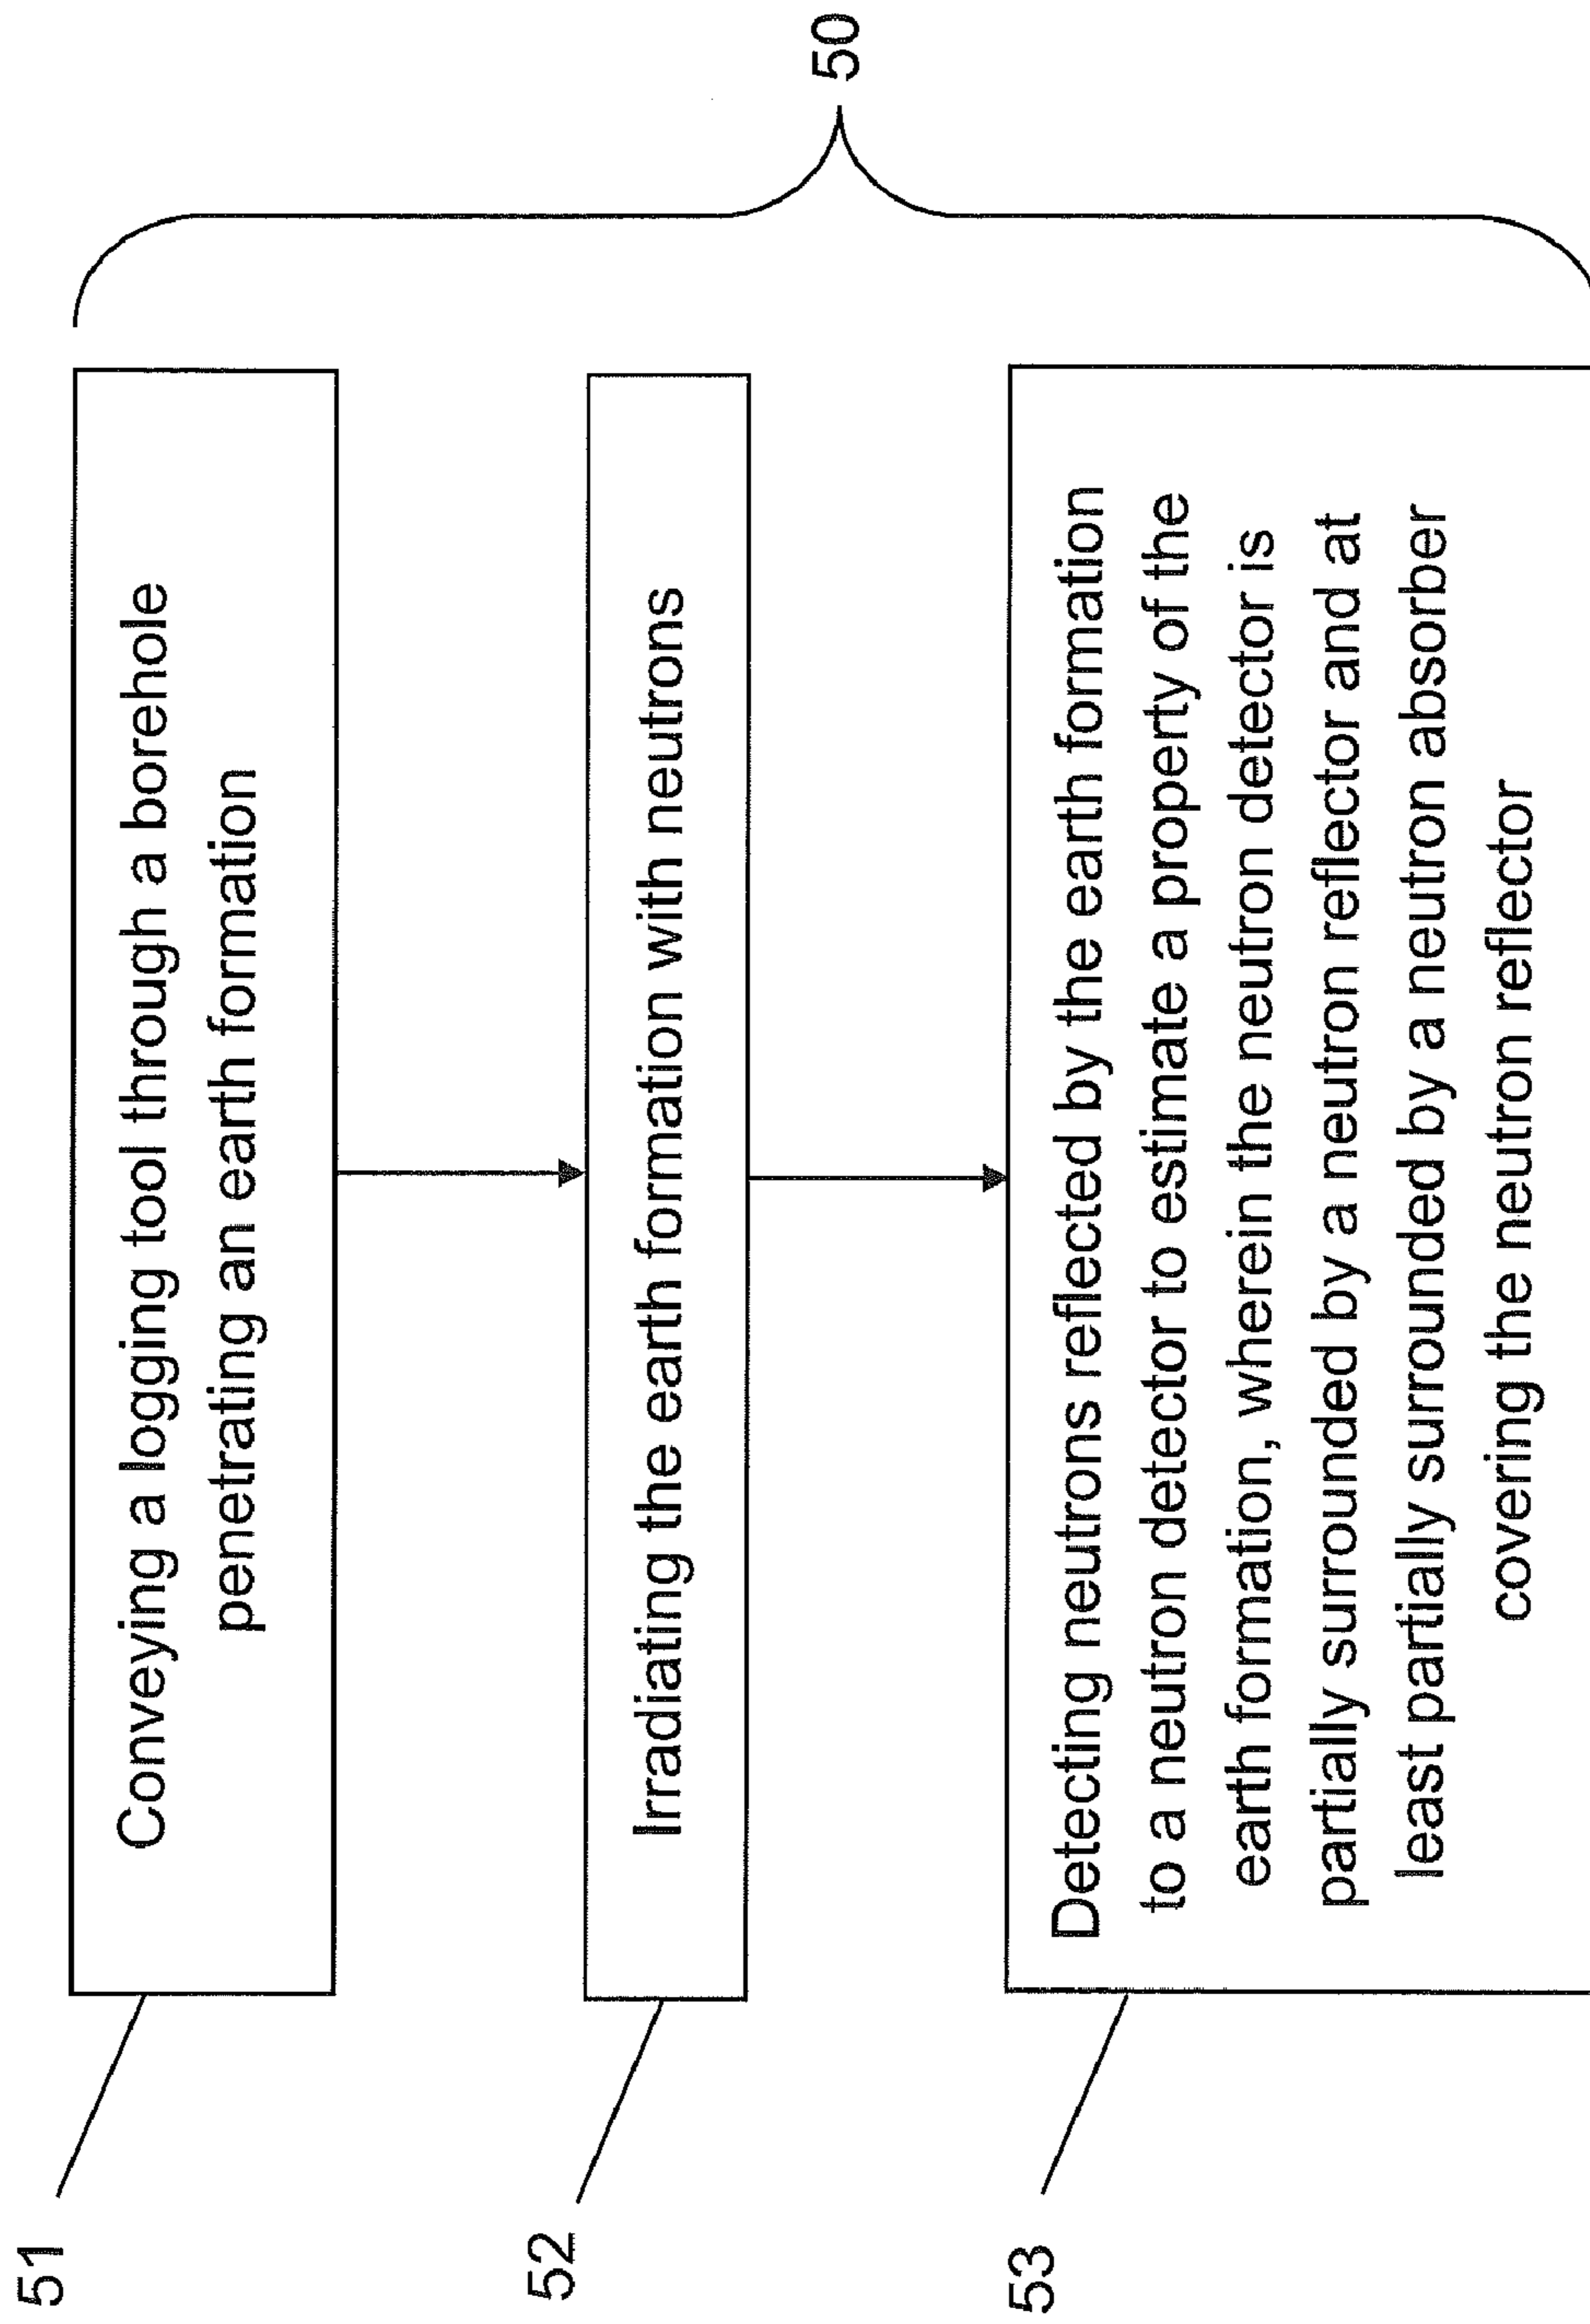 51
Conveying a logging tool through a borehole
penetrating an earth formation
52
Irradiating the earth formation with neutrons
53
Detecting neutrons reflected by the earth formation
to a neutron detector to estimate a property of the
earth formation, wherein the neutron detector is
partially surrounded by a neutron reflector and at
least partially surrounded by a neutron absorber
covering the neutron reflector
50